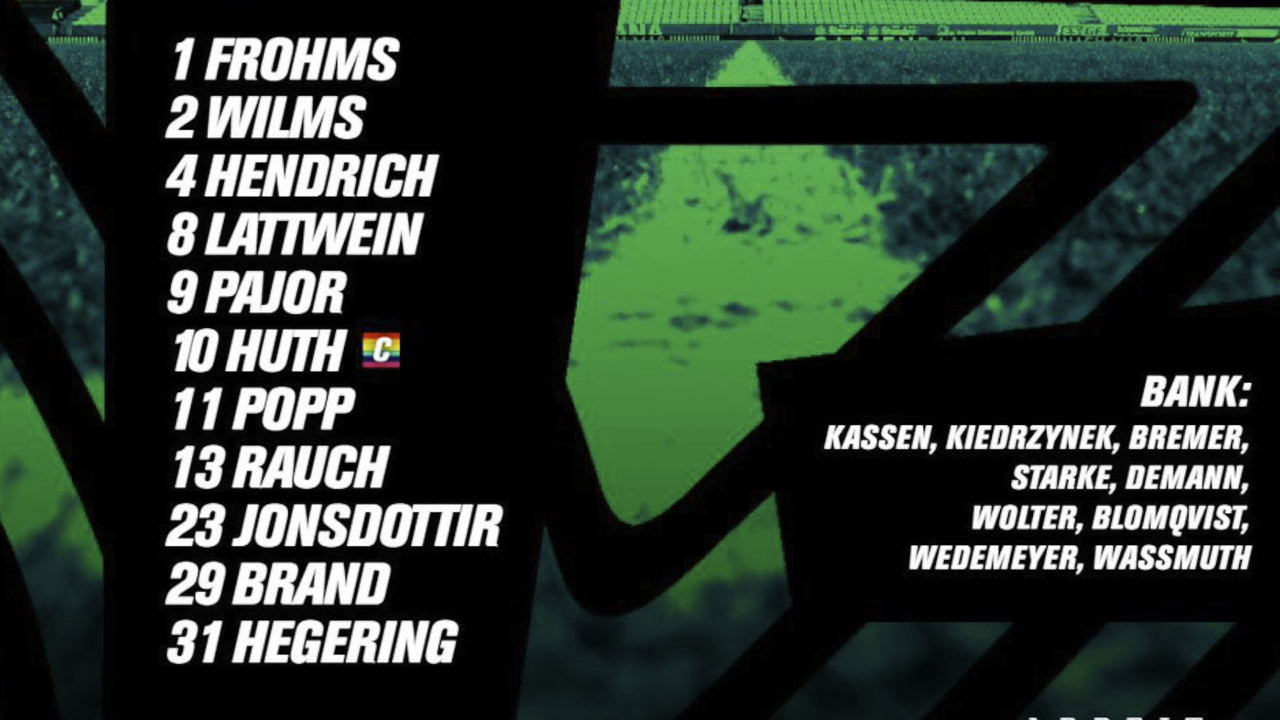 1 FROHMS
2 WILMS
4 HENDRICH
8 LATTWEIN
9 PAJOR
10 HUTH C
11 POPP
13 RAUCH
23 JONSDOTTIR
29 BRAND
31 HEGERING
BANK:
KASSEN, KIEDRZYNEK, BREMER,
STARKE, DEMANN,
WOLTER, BLOMQVIST,
WEDEMEYER, WASSMUTH